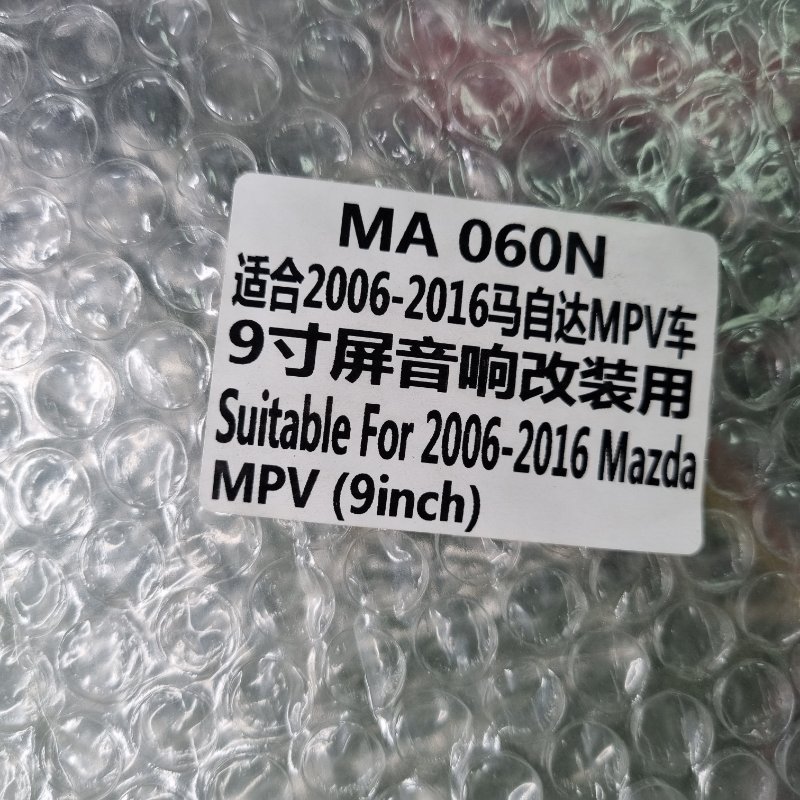 MA 060N
适合2006-2016马自达MPV车
9寸屏音响改装用
Suitable For 2006-2016 Mazda
MPV (9inch)